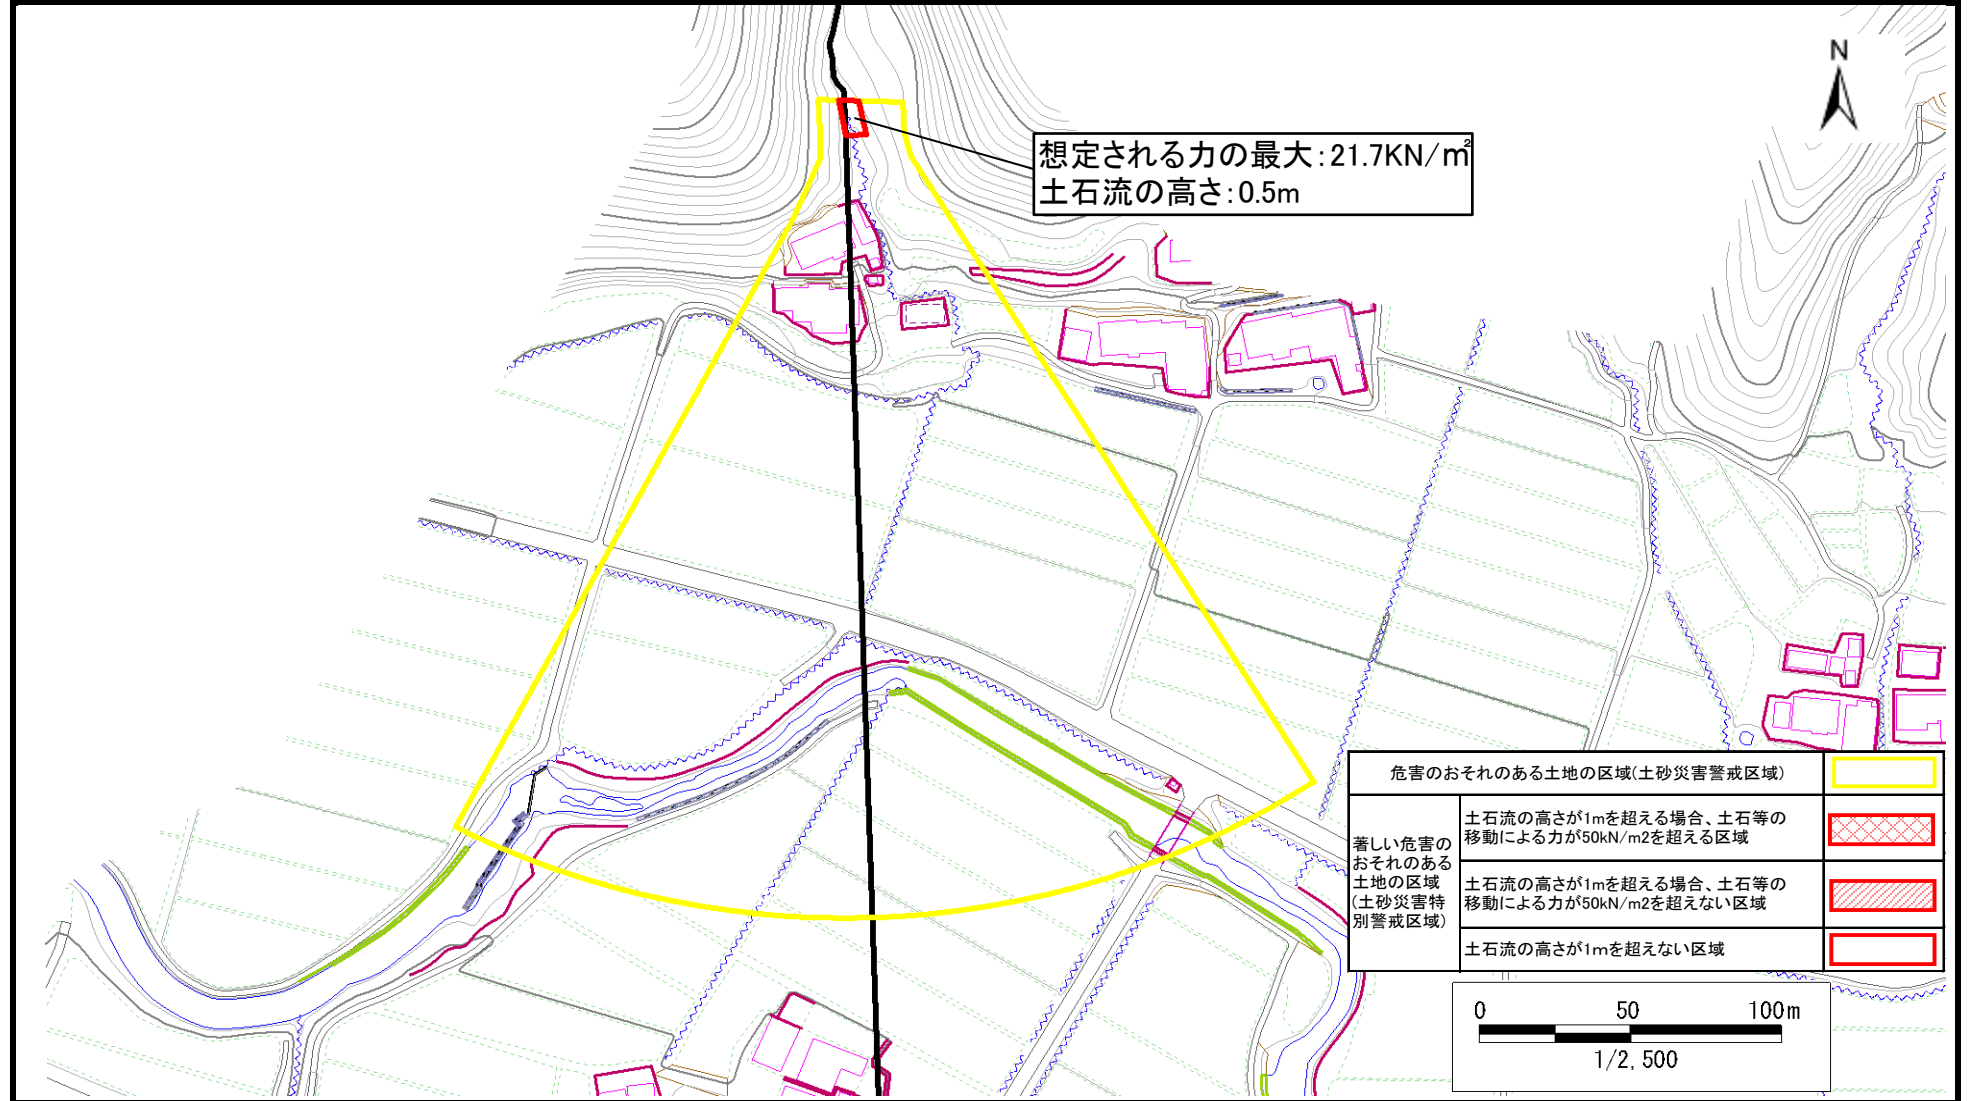 N
想定される力の最大：21.7KN/㎡
土石流の高さ：0.5m
危害のおそれのある土地の区域(土砂災害警戒区域)
著しい危害の
おそれのある
土地の区域
(土砂災害特
別警戒区域)
土石流の高さが1mを超える場合、土石等の
移動による力が50kN/m2を超える区域
土石流の高さが1mを超える場合、土石等の
移動による力が50kN/m2を超えない区域
土石流の高さが1mを超えない区域
0 50 100m
1/2,500